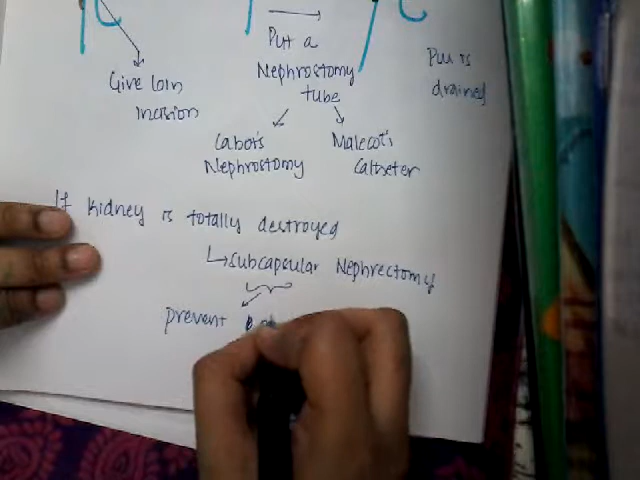 Put a
Nephrostomy
tube
Give loin
incision
Pus is
drained
Cabot's
Nephrostomy
Malecot's
Catheter
If kidney is totally destroyed
subcapsular Nephrectomy
prevent